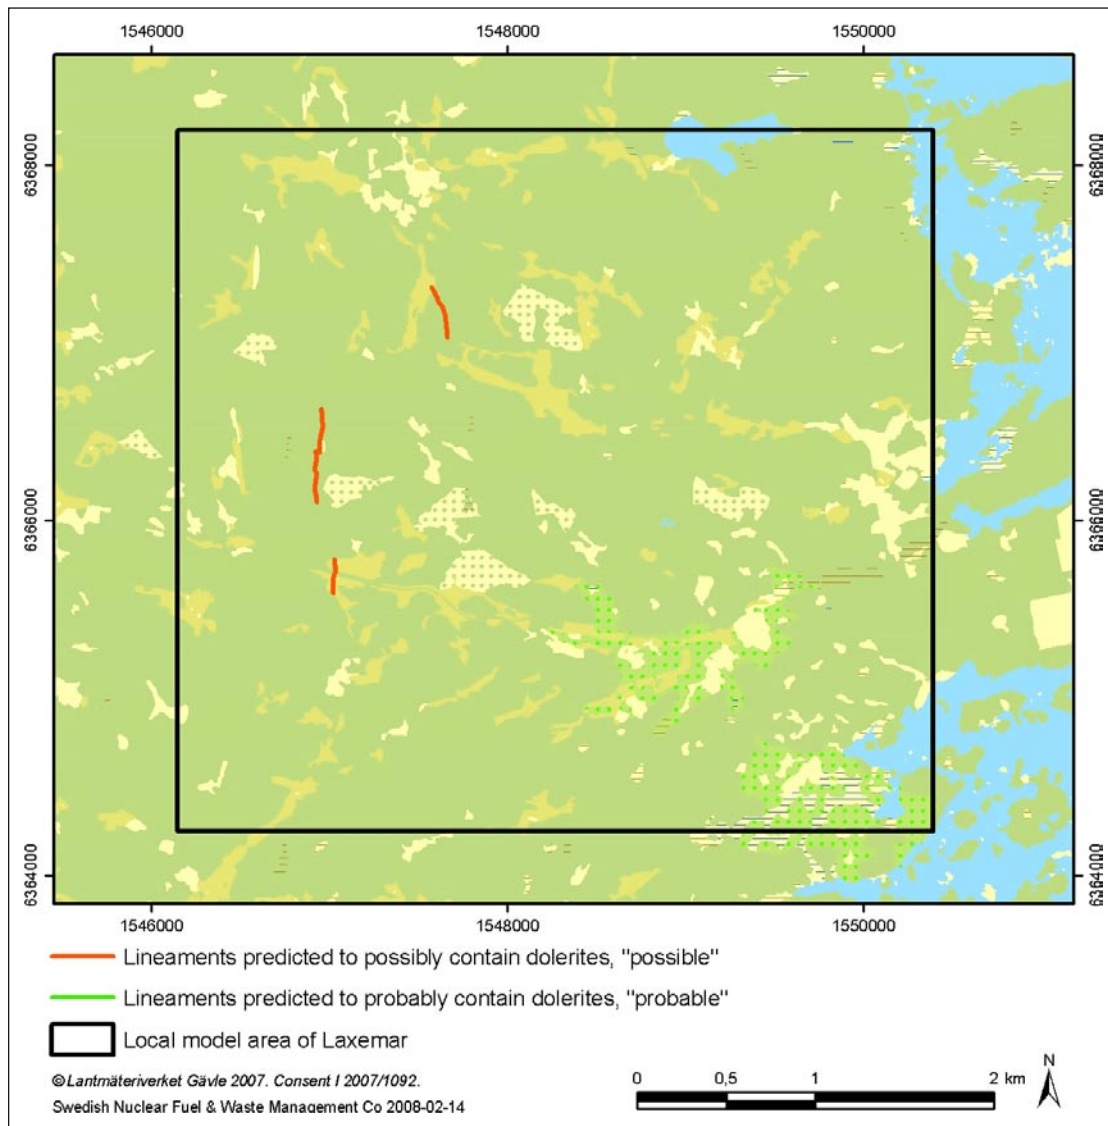 1546000 1548000 1550000
6368000 6368000
6366000 6366000
6364000 6364000
1546000 1548000 1550000
Lineaments predicted to possibly contain dolerites, "possible"
Lineaments predicted to probably contain dolerites, "probable"
Local model area of Laxemar
©Lantmäteriverket Gävle 2007. Consent I 2007/1092.
Swedish Nuclear Fuel & Waste Management Co 2008-02-14
0 0,5 1 2 km
N